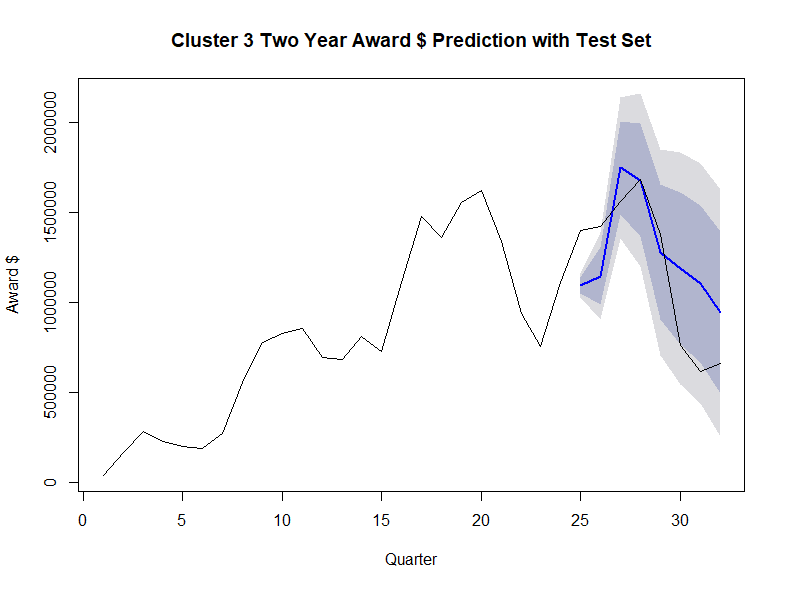 Cluster 3 Two Year Award $ Prediction with Test Set
2000000
1500000
1000000
500000
0
Award $
0 5 10 15 20 25 30
Quarter